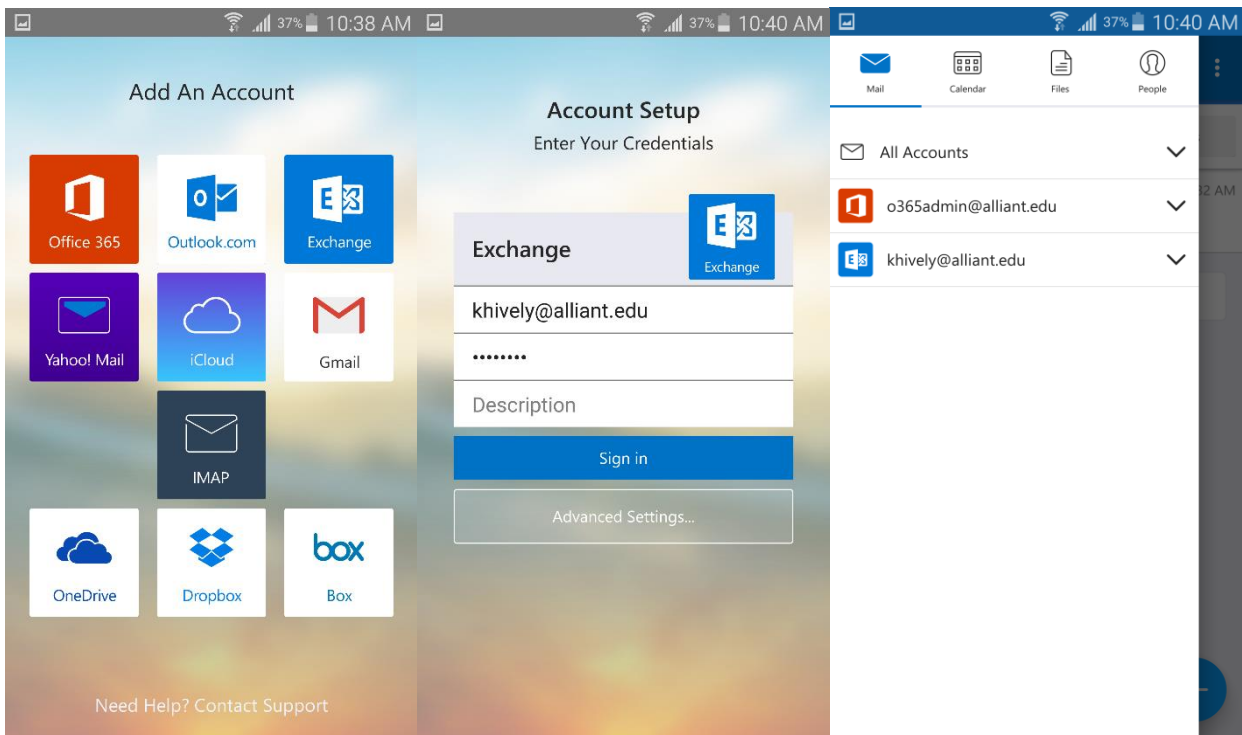 37% 10:38 AM
Add An Account
Office 365
Outlook.com
Exchange
Yahoo! Mail
iCloud
Gmail
IMAP
OneDrive
Dropbox
box
Box
Need Help? Contact Support
37% 10:40 AM
Account Setup
Enter Your Credentials
Exchange
E
Exchange
khively@alliant.edu
••••••••
Description
Sign in
Advanced Settings...
37% 10:40 AM
Mail
Calendar
Files
People
All Accounts
o365admin@alliant.edu
khively@alliant.edu
32 AM